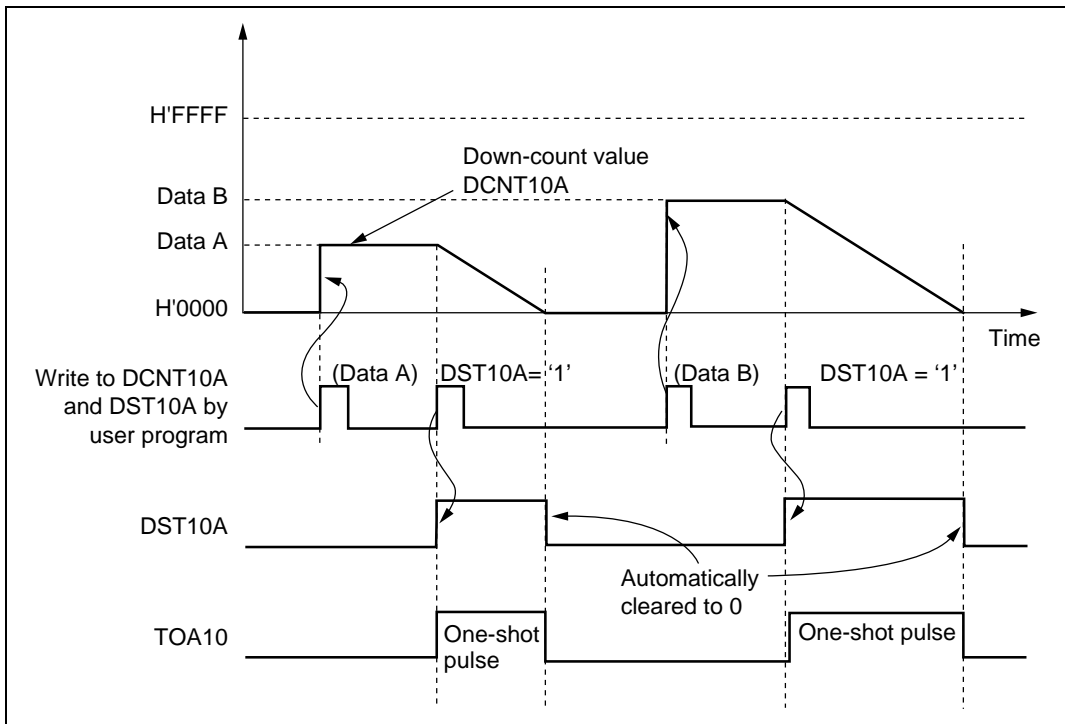 H'FFFF
Down-count value
DCNT10A
Data B
Data A
H'0000
Time
Write to DCNT10A
and DST10A by
user program
(Data A)
DST10A= ‘1’
(Data B)
DST10A = ‘1’
DST10A
Automatically
cleared to 0
TOA10
One-shot
pulse
One-shot pulse